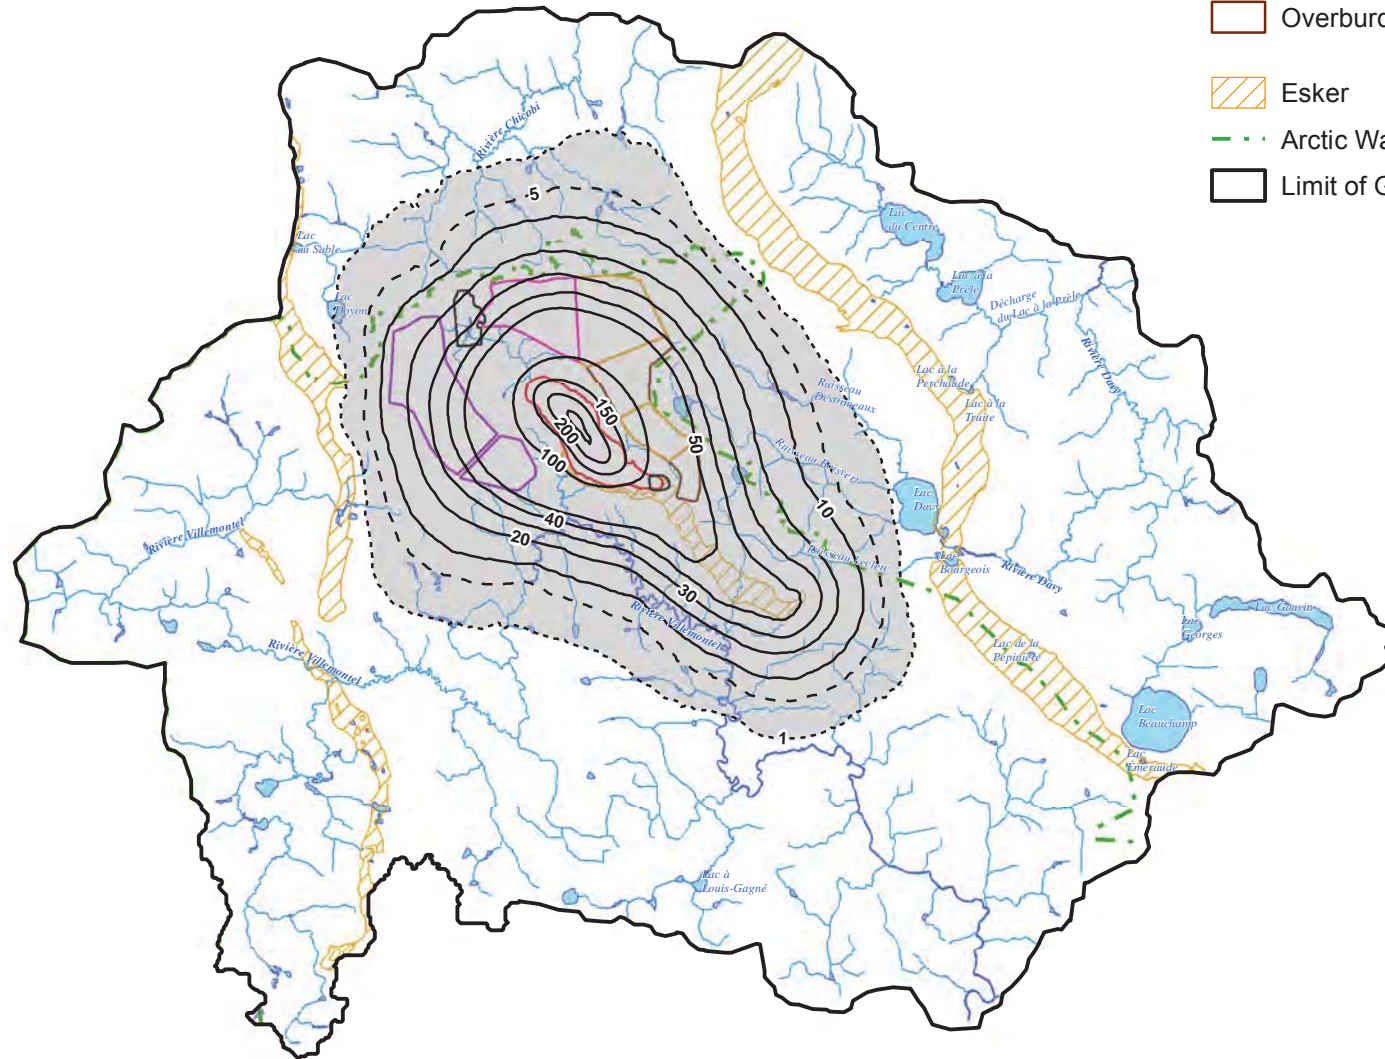 Overburd
Esker
Arctic Wa
Limit of G
Rivière Chicobi
5
Lac
du Centre
Lac
au Sable
Lac à la
Prêle
Lac
Doyon
Décharge
du Lac à la Prêle
Rivière Davy
Lac à la
Perchaude
Ruisseau
Désormeaux
Lac à la
Truite
150
200
50
100
Ruisseau Boisvert
Lac
Davy
10
40
20
Rivière Villemontel
Ruisseau Leclerc
Lac
Bourgeois
Rivière Davy
30
Lac Gauvin
Lac
Georges
Rivière Villemontel
Rivière Villemontel
Lac de la
Pépinière
Lac
Beauchamp
1
Lac
Émeraude
Lac à
Louis-Gagné